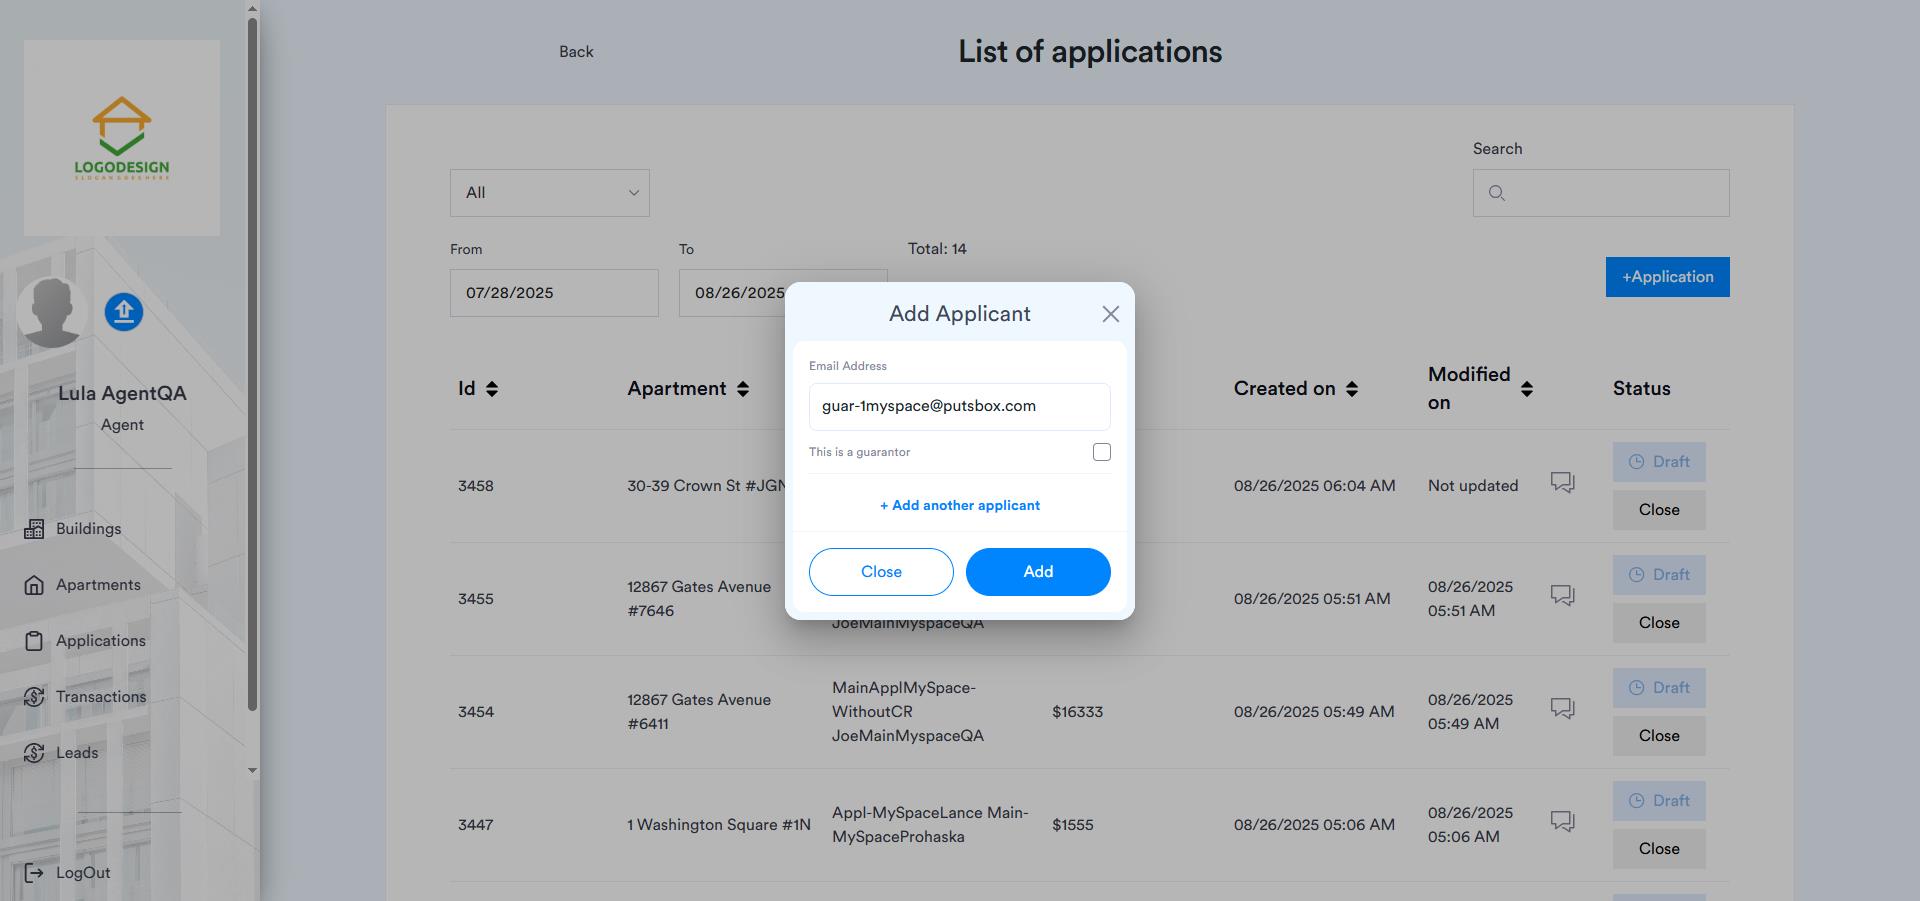 LOGODESIGN
SLOGAN GOES HERE
Lula AgentQA
Agent
Buildings
Apartments
Applications
Transactions
Leads
LogOut
Back
List of applications
Search
All
From
To
Total: 14
07/28/2025
08/26/2025
+Application
Id
Apartment
Created on
Modified
on
Status
3458
30-39 Crown St #JGN
08/26/2025 06:04 AM
Not updated
Draft
Close
3455
12867 Gates Avenue
#7646
JoeMainMyspaceQA
08/26/2025 05:51 AM
08/26/2025
05:51 AM
Draft
Close
3454
12867 Gates Avenue
#6411
MainApplMySpace-
WithoutCR
JoeMainMyspaceQA
$16333
08/26/2025 05:49 AM
08/26/2025
05:49 AM
Draft
Close
3447
1 Washington Square #1N
Appl-MySpaceLance Main-
MySpaceProhaska
$1555
08/26/2025 05:06 AM
08/26/2025
05:06 AM
Draft
Close
Add Applicant
Email Address
guar-1myspace@putsbox.com
This is a guarantor
+ Add another applicant
Close
Add